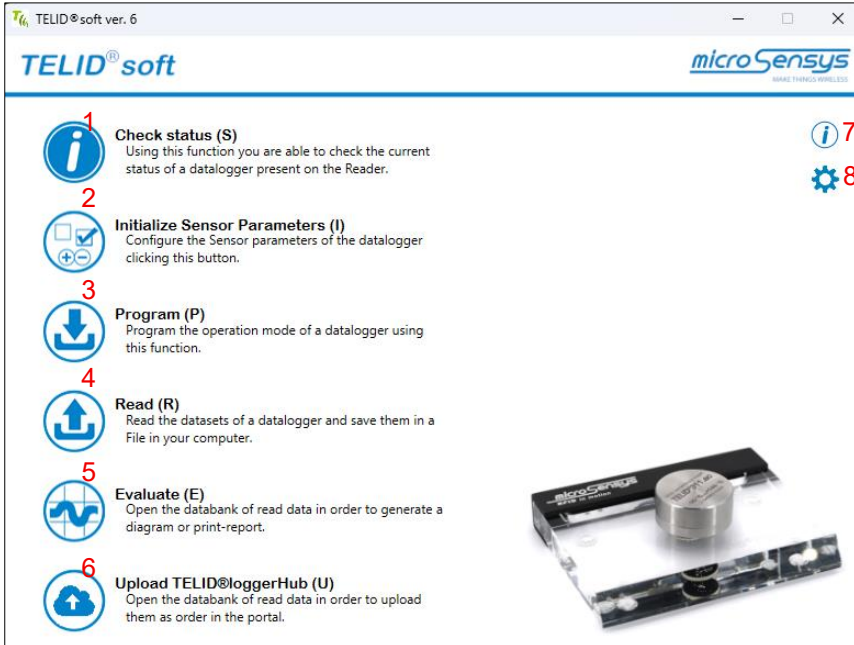 TELID®soft ver. 6
TELID® soft
microSensys
MAKE THINGS WIRELESS
1
Check status (S)
Using this function you are able to check the current
status of a datalogger present on the Reader.
7
8
2
Initialize Sensor Parameters (I)
Configure the Sensor parameters of the datalogger
clicking this button.
3
Program (P)
Program the operation mode of a datalogger using
this function.
4
Read (R)
Read the datasets of a datalogger and save them in a
File in your computer.
5
Evaluate (E)
Open the databank of read data in order to generate a
diagram or print-report.
6
Upload TELID®loggerHub (U)
Open the databank of read data in order to upload
them as order in the portal.
microSensys
RFID in motion